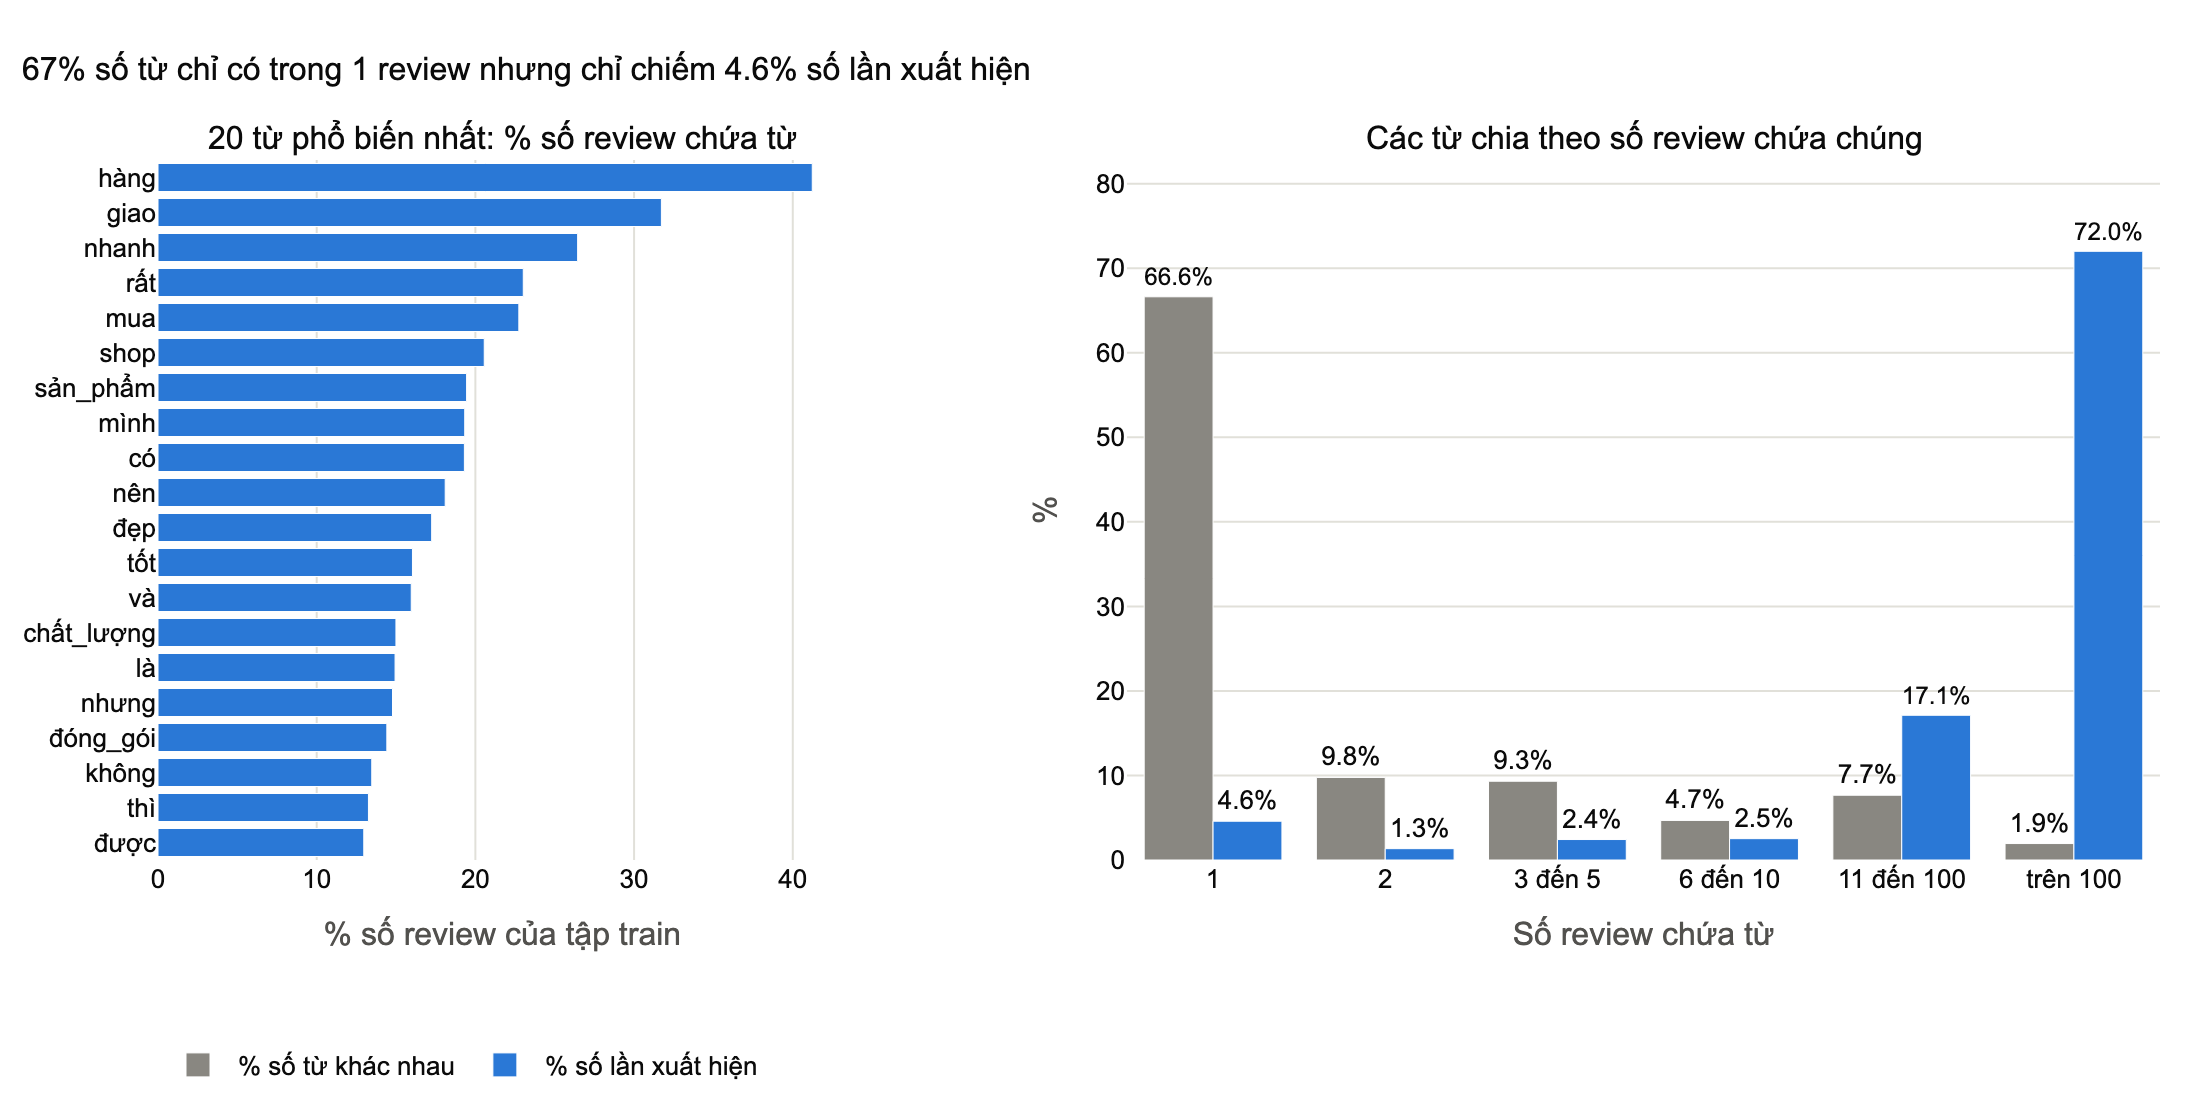 67% số từ chỉ có trong 1 review nhưng chỉ chiếm 4.6% số lần xuất hiện
20 từ phổ biến nhất: % số review chứa từ
hàng
giao
nhanh
rất
mua
shop
sản_phẩm
mình
có
nên
đẹp
tốt
và
chất_lượng
là
nhưng
đóng_gói
không
thì
được
0 10 20 30 40
% số review của tập train
Các từ chia theo số review chứa chúng
%
80
70
60
50
40
30
20
10
0
66.6%
4.6%
9.8%
1.3%
9.3%
2.4%
4.7%
2.5%
7.7%
17.1%
1.9%
72.0%
1 2 3 đến 5 6 đến 10 11 đến 100 trên 100
Số review chứa từ
% số từ khác nhau % số lần xuất hiện